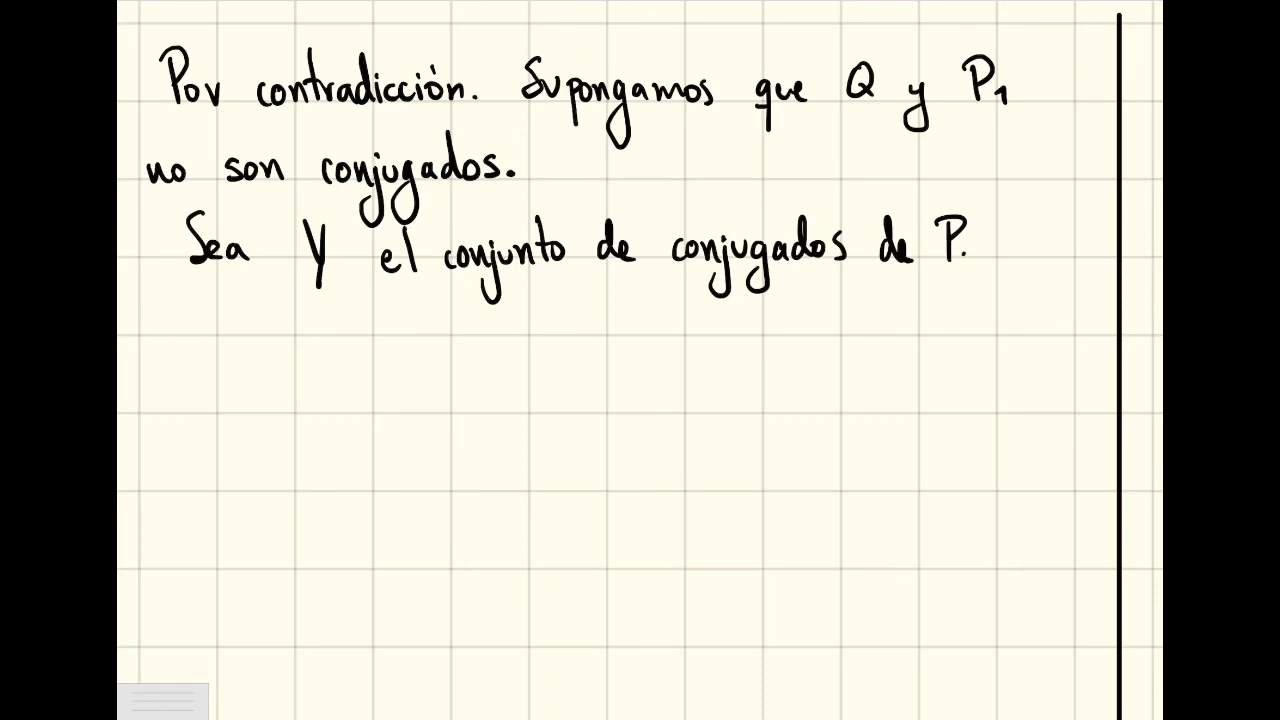 Por contradicción. Supongamos que Q y P₁
no son conjugados.
Sea Y el conjunto de conjugados de P.